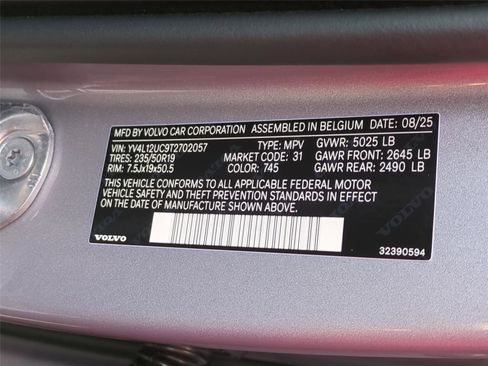 MFD BY VOLVO CAR CORPORATION ASSEMBLED IN BELGIUM DATE: 08/25
VIN: YV4L12UC9T2702057 TYPE: MPV GVWR: 5025 LB
TIRES: 235/50R19 MARKET CODE: 31 GAWR FRONT: 2645 LB
RIM: 7.5Jx19x50.5 COLOR: 745 GAWR REAR: 2490 LB
THIS VEHICLE CONFORMS TO ALL APPLICABLE FEDERAL MOTOR
VEHICLE SAFETY AND THEFT PREVENTION STANDARDS IN EFFECT
ON THE DATE OF MANUFACTURE SHOWN ABOVE.
VOLVO 32390594